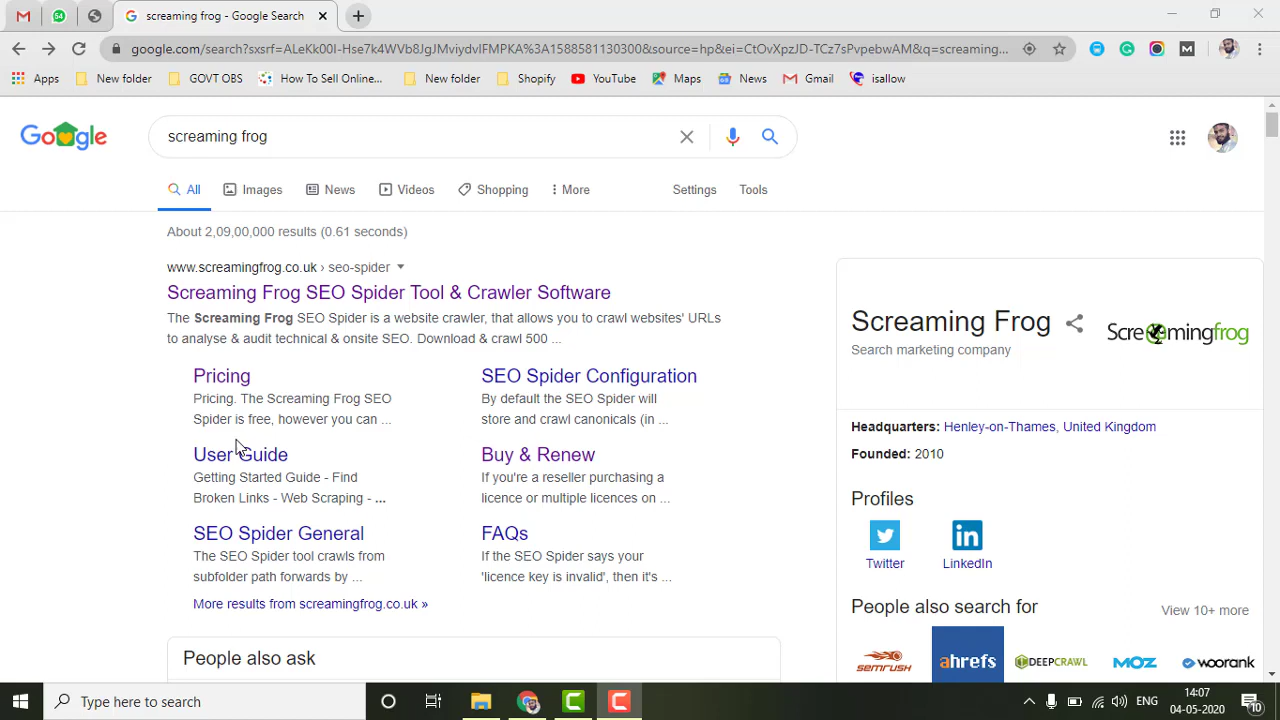 54
screaming frog - Google Search
google.com/search?sxsrf=ALeKk00I-Hse7k4WVb8JgJMviydvIFMPKA%3A1588581130300&source=hp&ei=CtOvXpzJD-TCz7sPvpebwAM&q=screaming...
Apps New folder GOVT OBS How To Sell Online... New folder Shopify YouTube Maps News Gmail isallow
Google
screaming frog
All Images News Videos Shopping More Settings Tools
About 2,09,00,000 results (0.61 seconds)
www.screamingfrog.co.uk › seo-spider
Screaming Frog SEO Spider Tool & Crawler Software
The Screaming Frog SEO Spider is a website crawler, that allows you to crawl websites' URLs
to analyse & audit technical & onsite SEO. Download & crawl 500 ...
Pricing
Pricing. The Screaming Frog SEO
Spider is free, however you can ...
SEO Spider Configuration
By default the SEO Spider will
store and crawl canonicals (in ...
User Guide
Getting Started Guide - Find
Broken Links - Web Scraping - ...
Buy & Renew
If you're a reseller purchasing a
licence or multiple licences on ...
SEO Spider General
The SEO Spider tool crawls from
subfolder path forwards by ...
FAQs
If the SEO Spider says your
'licence key is invalid', then it's ...
More results from screamingfrog.co.uk »
People also ask
Screaming Frog
Search marketing company
Screamingfrog
Headquarters: Henley-on-Thames, United Kingdom
Founded: 2010
Profiles
Twitter LinkedIn
People also search for View 10+ more
SEMRUSH ahrefs DEEPCRAWL MOZ woorank
Type here to search
ENG
14:07
04-05-2020
10